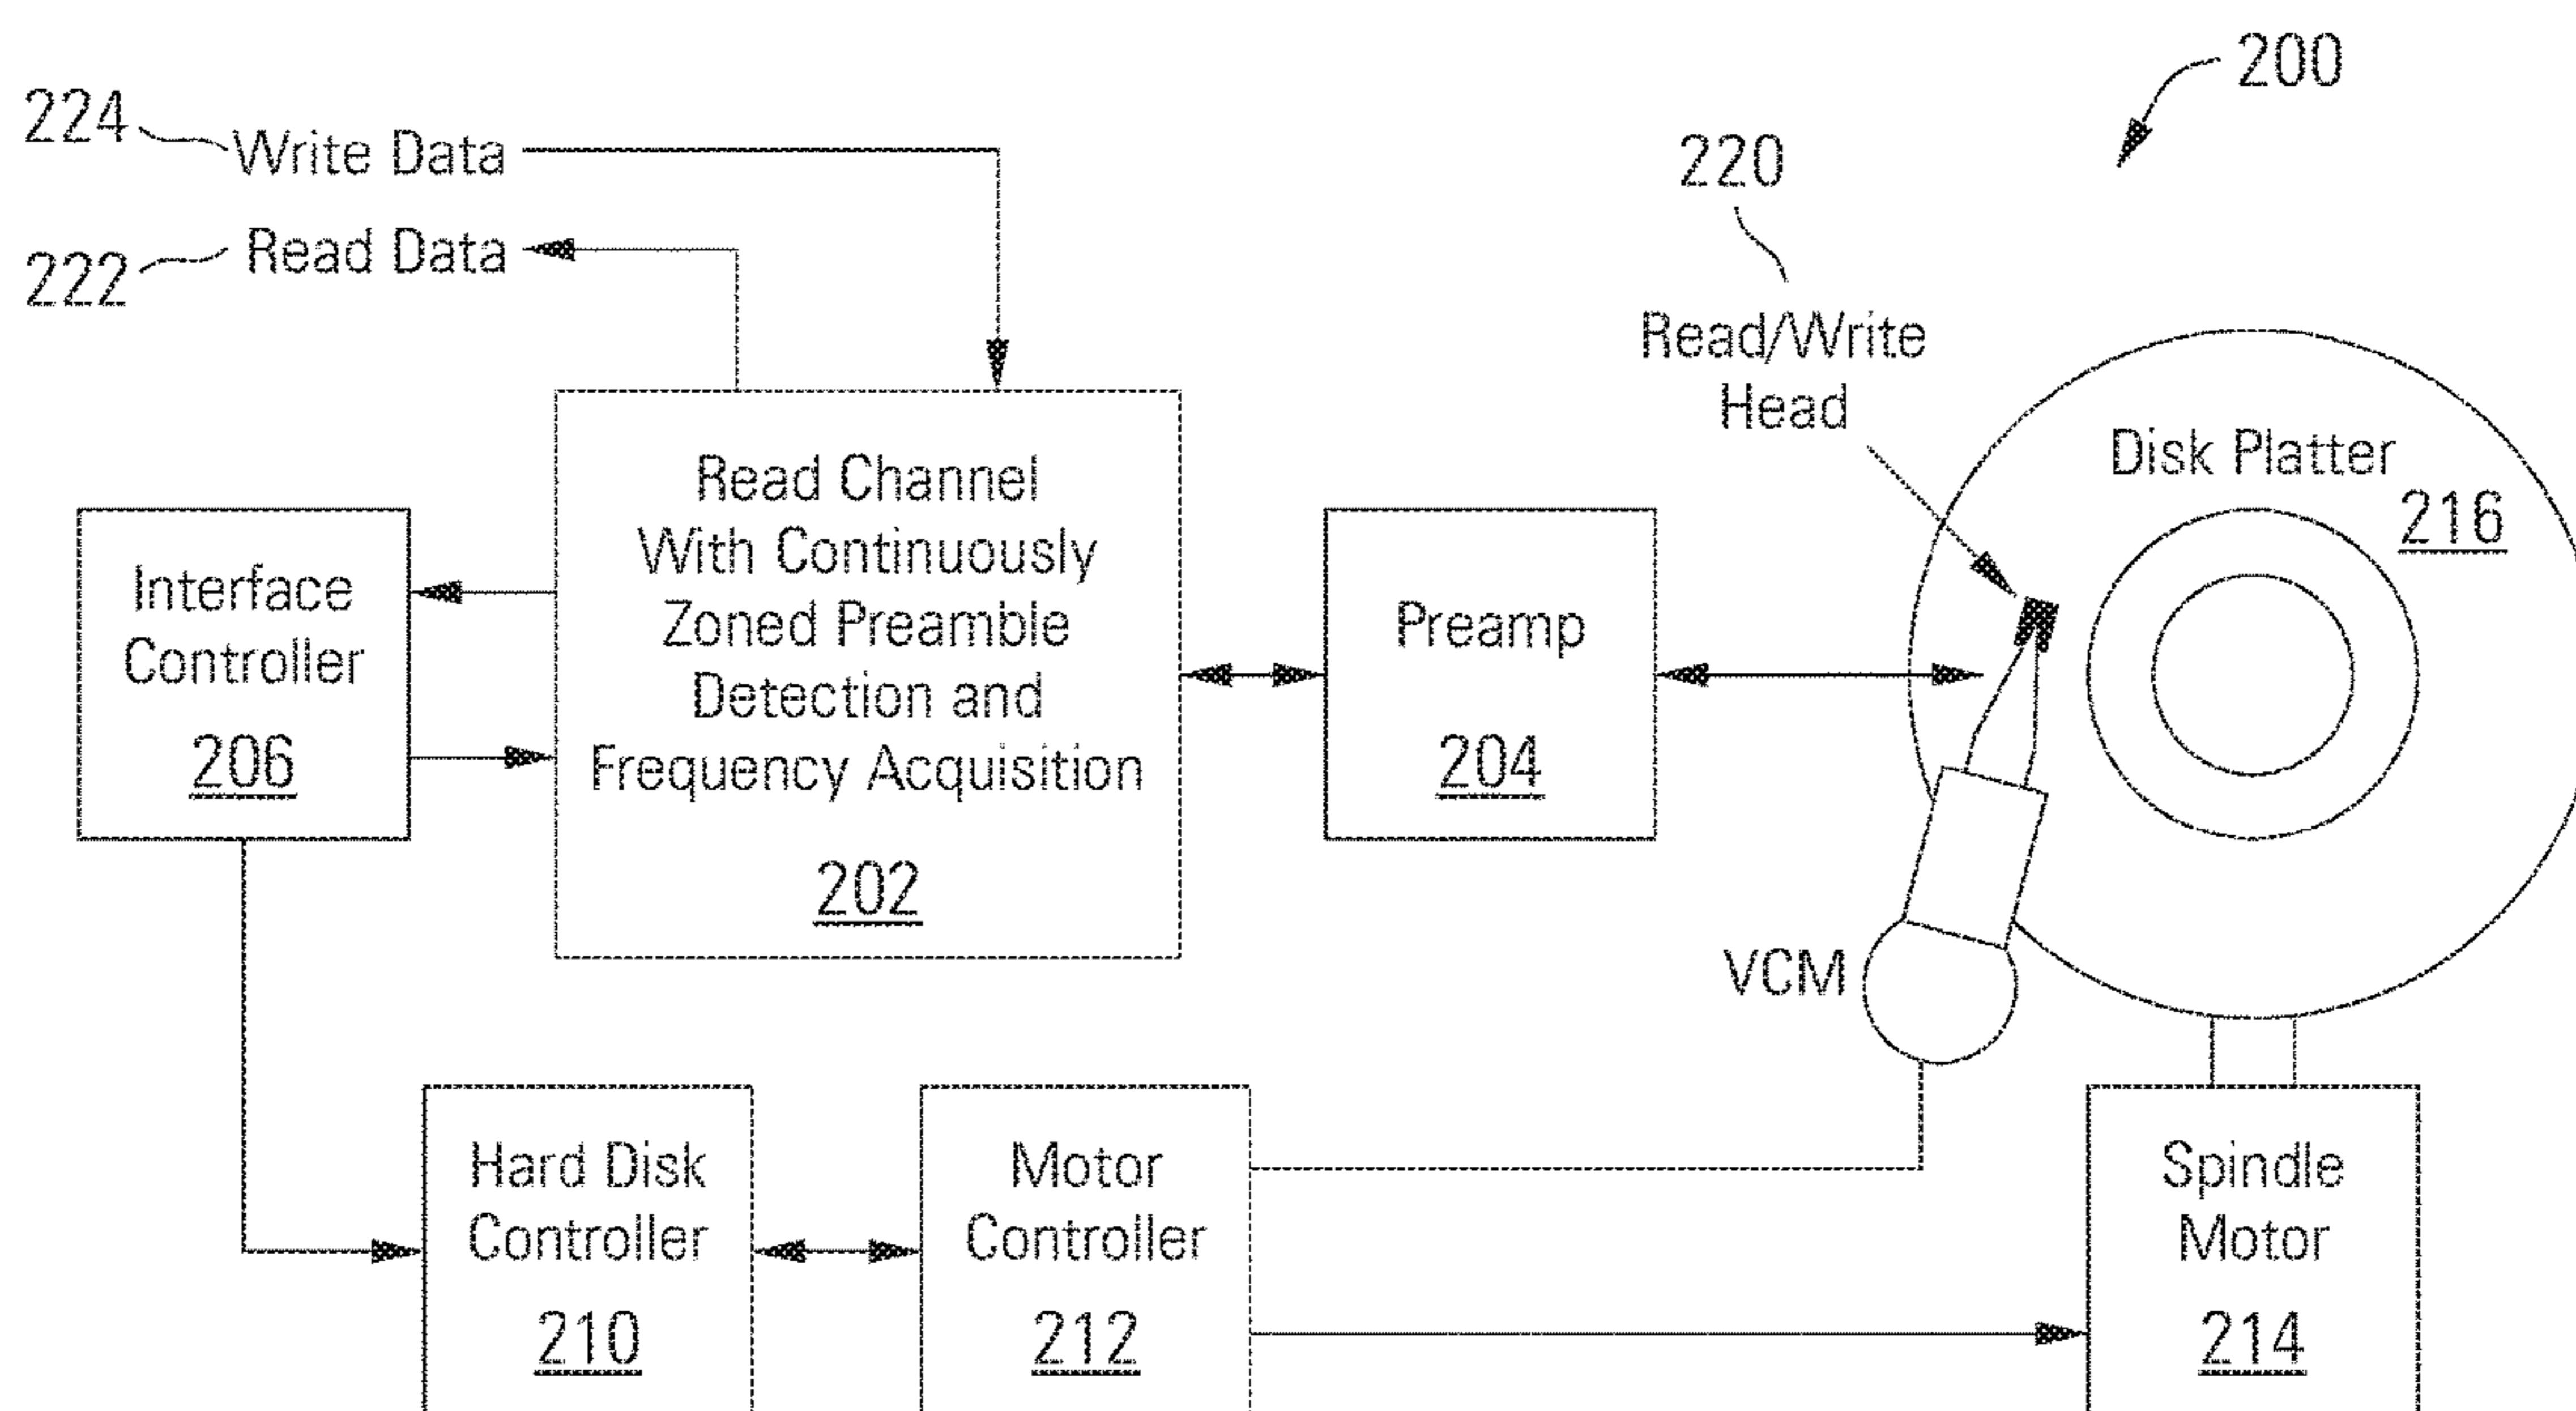 200
224
Write Data
220
222
Read Data
Read/Write
Head
Disk Platter
216
Read Channel
With Continuously
Zoned Preamble
Detection and
Frequency Acquisition
202
Interface
Controller
206
Preamp
204
VCM
Hard Disk
Controller
210
Motor
Controller
212
Spindle
Motor
214